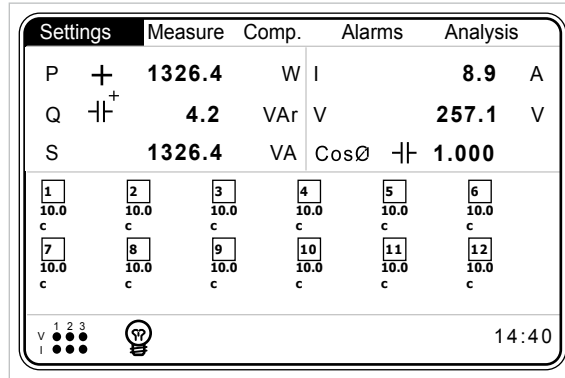 Settings Measure Comp. Alarms Analysis
P + 1326.4 W I 8.9 A
Q + 4.2 VAr V 257.1 V
S 1326.4 VA CosØ 1.000
1 2 3 4 5 6
10.0 10.0 10.0 10.0 10.0 10.0
c c c c c c
7 8 9 10 11 12
10.0 10.0 10.0 10.0 10.0 10.0
c c c c c c
1 2 3
V
I
14:40